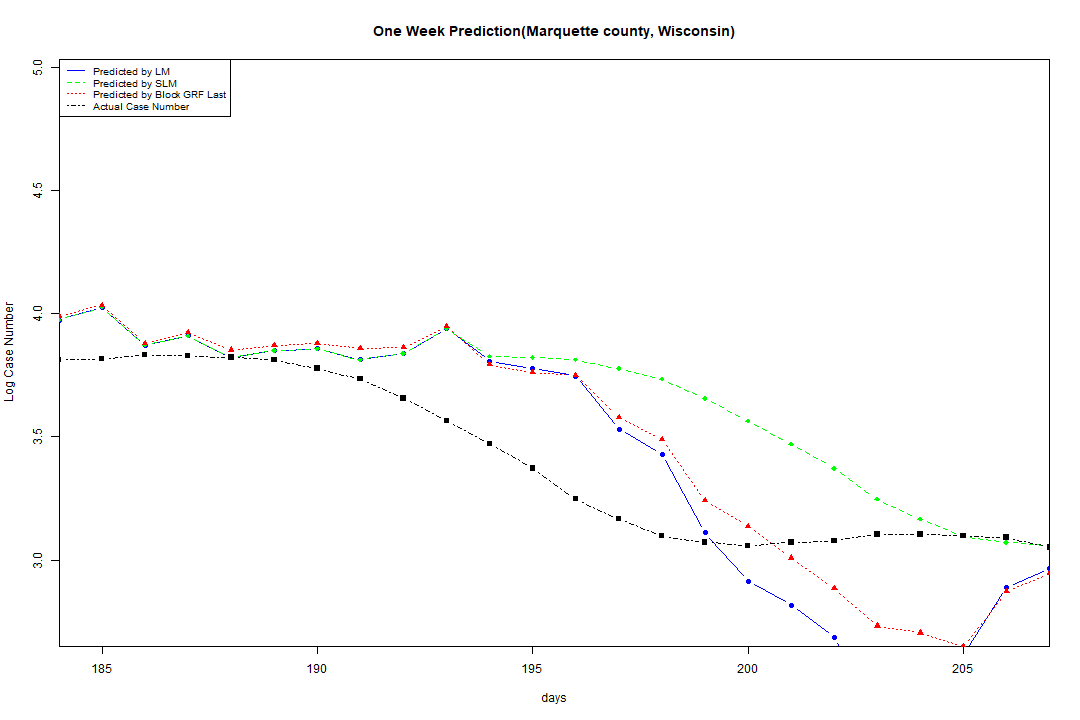 One Week Prediction(Marquette county, Wisconsin)
Predicted by LM
Predicted by SLM
Predicted by Block GRF Last
Actual Case Number
5.0
4.5
4.0
3.5
3.0
Log Case Number
185 190 195 200 205
days